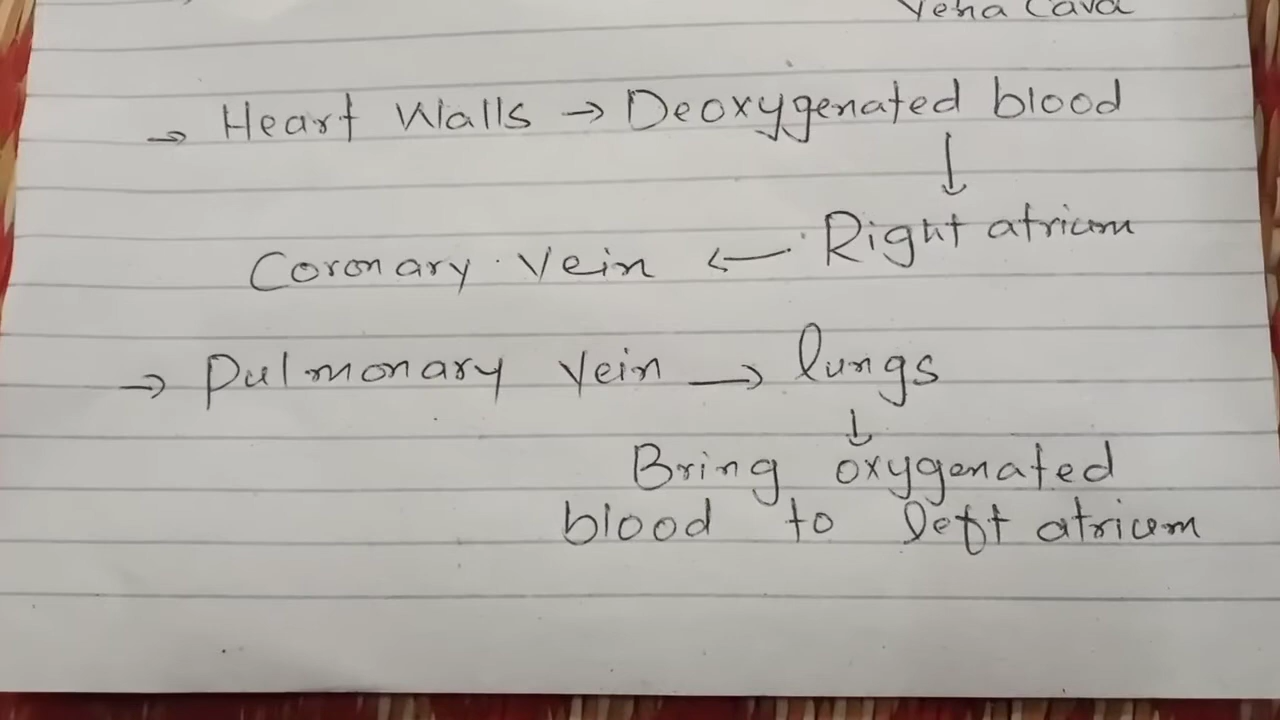 Vena Cava
→ Heart Walls → Deoxygenated blood
↓
Coronary Vein ← Right atrium
→ Pulmonary Vein → lungs
↓
Bring oxygenated
blood to left atrium